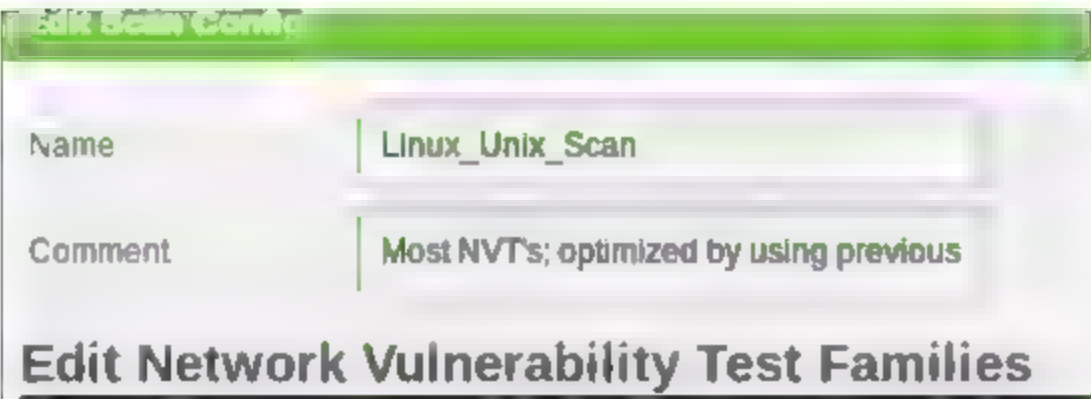 Edit Scan Config
Name
Linux_Unix_Scan
Comment
Most NVT's; optimized by using previous
Edit Network Vulnerability Test Families